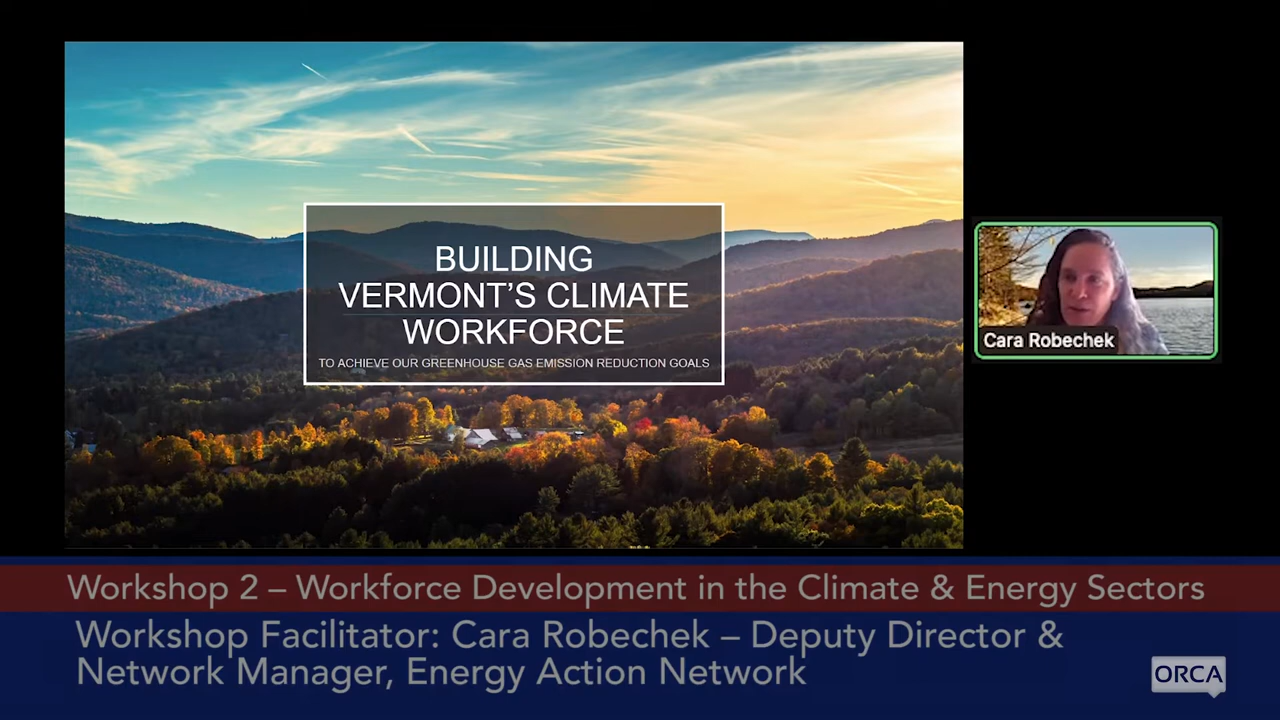 BUILDING
VERMONT'S CLIMATE
WORKFORCE
TO ACHIEVE OUR GREENHOUSE GAS EMISSION REDUCTION GOALS
Cara Robechek
Workshop 2 – Workforce Development in the Climate & Energy Sectors
Workshop Facilitator: Cara Robechek – Deputy Director &
Network Manager, Energy Action Network
ORCA